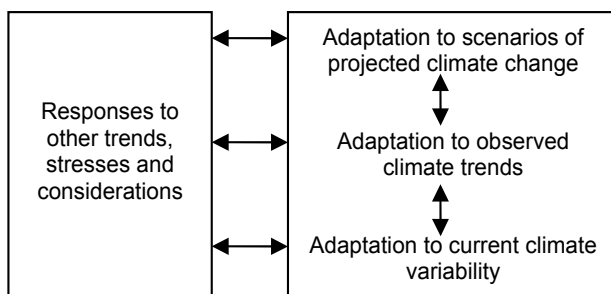 Responses to
other trends,
stresses and
considerations
Adaptation to scenarios of
projected climate change
Adaptation to observed
climate trends
Adaptation to current climate
variability